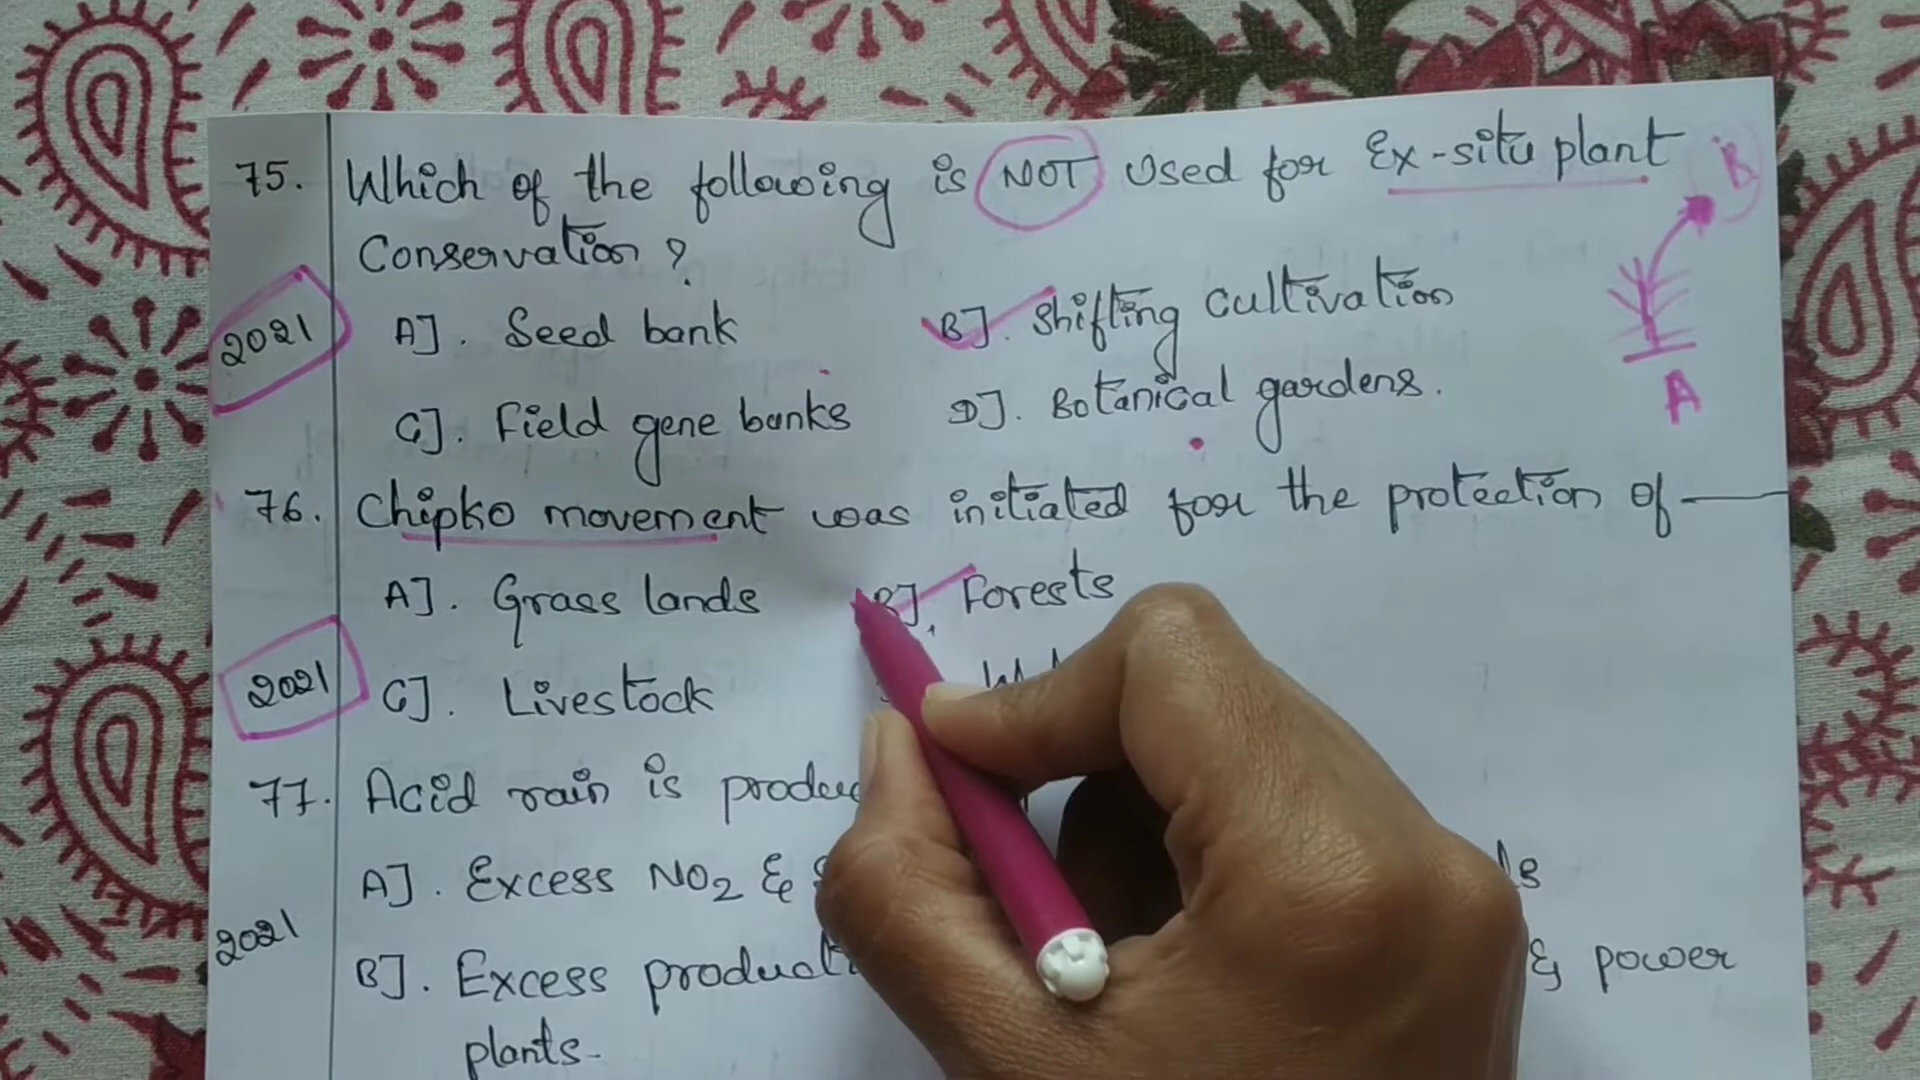 75. Which of the following is NOT Used for Ex-situ plant
Conservation ?
2021
A]. Seed bank B]. Shifting Cultivation
C]. Field gene banks D]. Botanical gardens.
B
A
76. Chipko movement was initiated for the protection of
A]. Grass lands B]. Forests
2021
C]. Livestock
77. Acid rain is
A]. Excess NO2 &
2021
B]. Excess & power
plants-